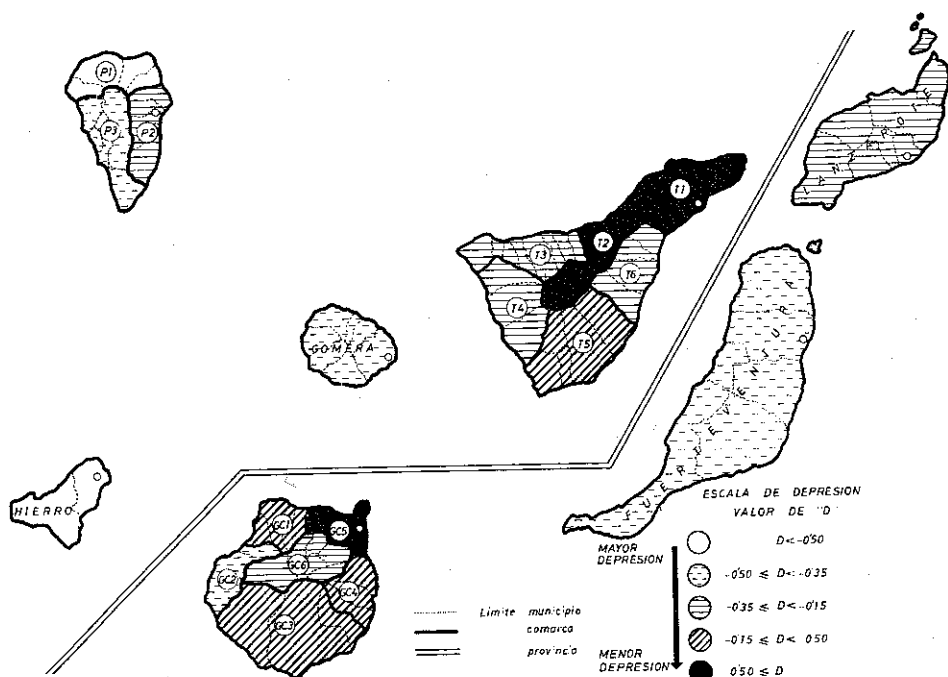 P1
P3
P2
LANZAROTE
T1
T2
T3
T6
T4
T5
GOMERA
FUERTEVENTURA
HIERRO
GC1
GC5
GC6
GC2
GC4
GC3
ESCALA DE DEPRESION
VALOR DE "D"
MAYOR
DEPRESION
D<-0'50
-0'50 ≤ D<-0'35
-0'35 ≤ D<-0'15
-0'15 ≤ D< 0'50
MENOR
DEPRESION
0'50 ≤ D
Límite municipio
comarca
provincia